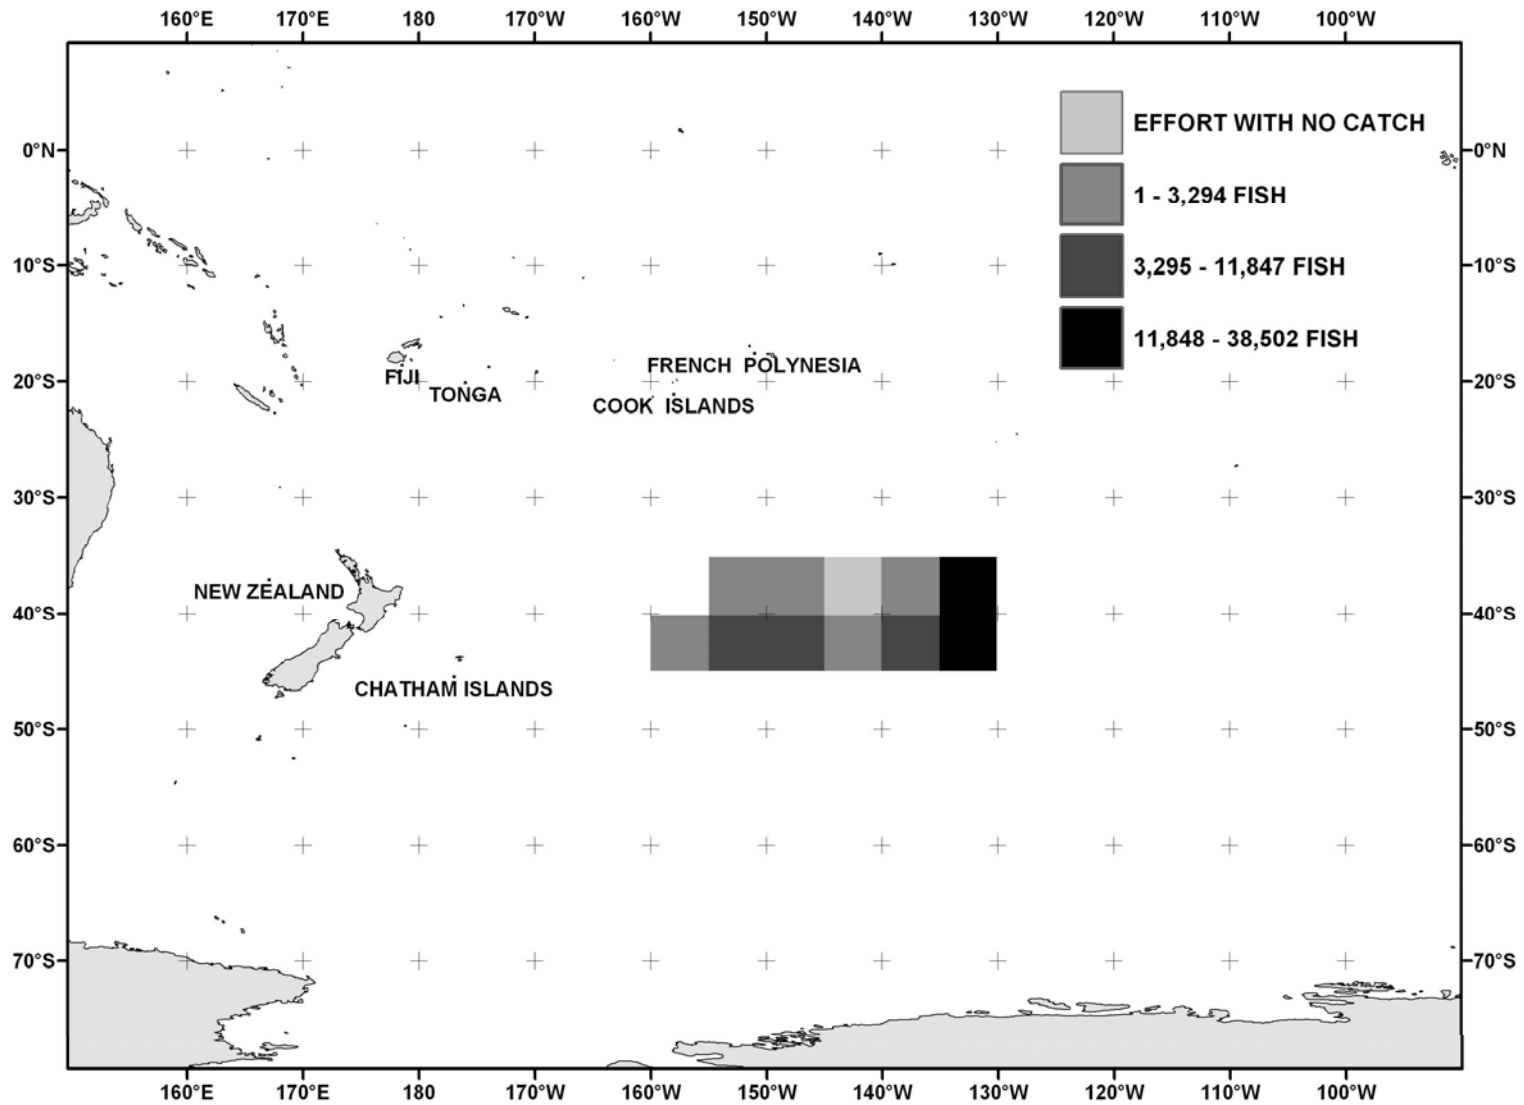 160°E 170°E 180 170°W 160°W 150°W 140°W 130°W 120°W 110°W 100°W
EFFORT WITH NO CATCH
0°N 0°N
1 - 3,294 FISH
10°S 3,295 - 11,847 FISH 10°S
11,848 - 38,502 FISH
FRENCH POLYNESIA
FIJI
20°S 20°S
TONGA
COOK ISLANDS
30°S 30°S
NEW ZEALAND
40°S 40°S
CHATHAM ISLANDS
50°S 50°S
60°S 60°S
70°S 70°S
160°E 170°E 180 170°W 160°W 150°W 140°W 130°W 120°W 110°W 100°W